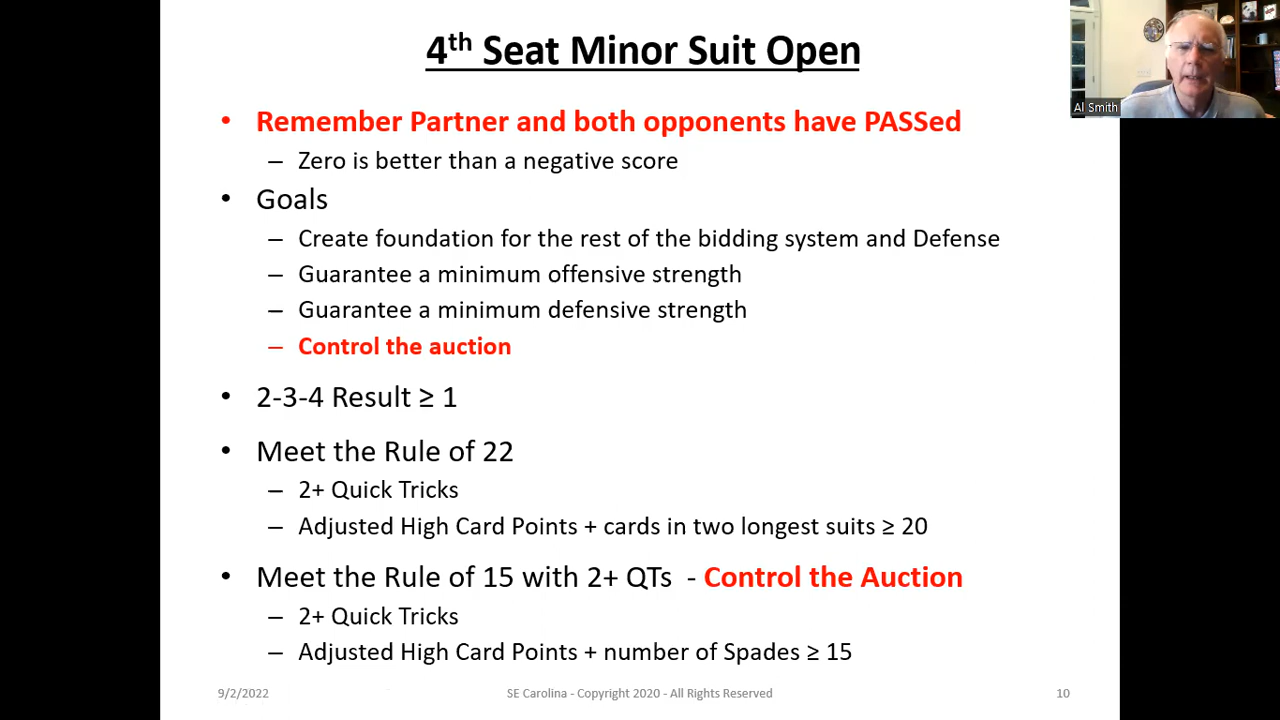 4th Seat Minor Suit Open
Al Smith
• Remember Partner and both opponents have PASSed
– Zero is better than a negative score
• Goals
– Create foundation for the rest of the bidding system and Defense
– Guarantee a minimum offensive strength
– Guarantee a minimum defensive strength
– Control the auction
• 2-3-4 Result ≥ 1
• Meet the Rule of 22
– 2+ Quick Tricks
– Adjusted High Card Points + cards in two longest suits ≥ 20
• Meet the Rule of 15 with 2+ QTs - Control the Auction
– 2+ Quick Tricks
– Adjusted High Card Points + number of Spades ≥ 15
9/2/2022
SE Carolina - Copyright 2020 - All Rights Reserved
10